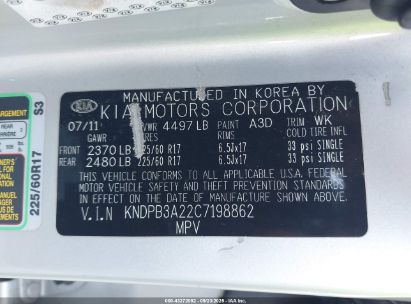 MANUFACTURED IN KOREA BY
KIA KIA MOTORS CORPORATION
07/11 GVWR 4497 LB PAINT A3D TRIM WK
GAWR TIRES RIMS COLD TIRE INFL
FRONT 2370 LB 225/60 R17 6.5Jx17 33 psi SINGLE
REAR 2480 LB 225/60 R17 6.5Jx17 33 psi SINGLE
THIS VEHICLE CONFORMS TO ALL APPLICABLE U.S.A. FEDERAL
MOTOR VEHICLE SAFETY AND THEFT PREVENTION STANDARDS IN
EFFECT ON THE DATE OF MANUFACTURE SHOWN ABOVE.
V.I.N KNDPB3A22C7198862
MPV
225/60R17 S3